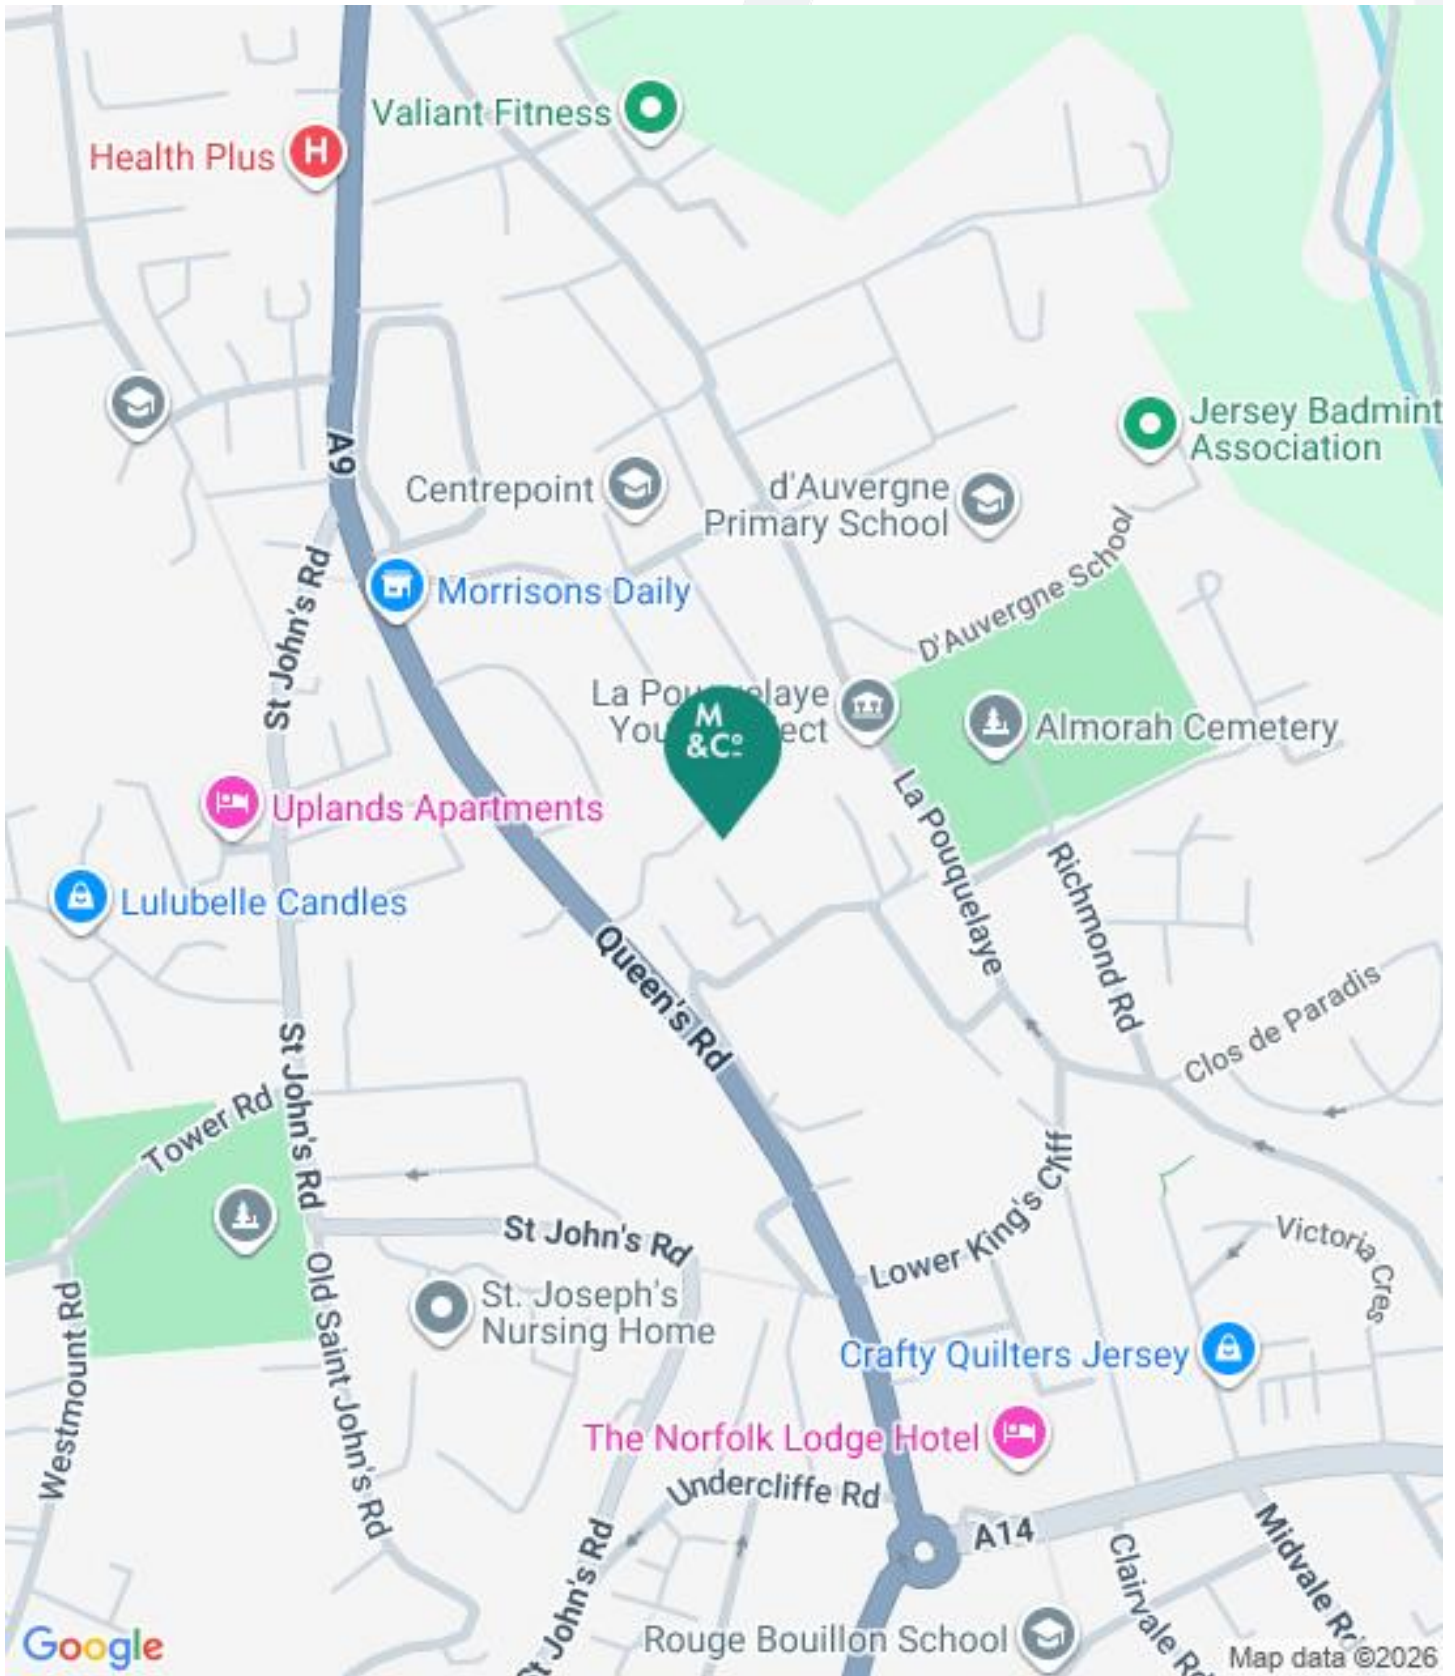 Valiant Fitness
Health Plus
H
A9
Jersey Badmint
Association
Centrepoint
d'Auvergne
Primary School
D'Auvergne School
Morrisons Daily
St John's Rd
La Pou
elaye
You
ect
M
&Co
Almorah Cemetery
Uplands Apartments
La Pouquelaye
Richmond Rd
Lulubelle Candles
Queen's Rd
Clos de Paradis
St John's Rd
Tower Rd
St John's Rd
Lower King's Cliff
Victoria Cres
St. Joseph's
Nursing Home
Old Saint John's Rd
Westmount Rd
Crafty Quilters Jersey
The Norfolk Lodge Hotel
Undercliffe Rd
A14
St John's Rd
Clairvale Rd
Midvale Rd
Rouge Bouillon School
Google
Map data ©2026